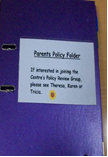 Parents Policy Folder
If interested in joining the
Centre's Policy Review Group,
please see Theresa, Karen or
Tricia.